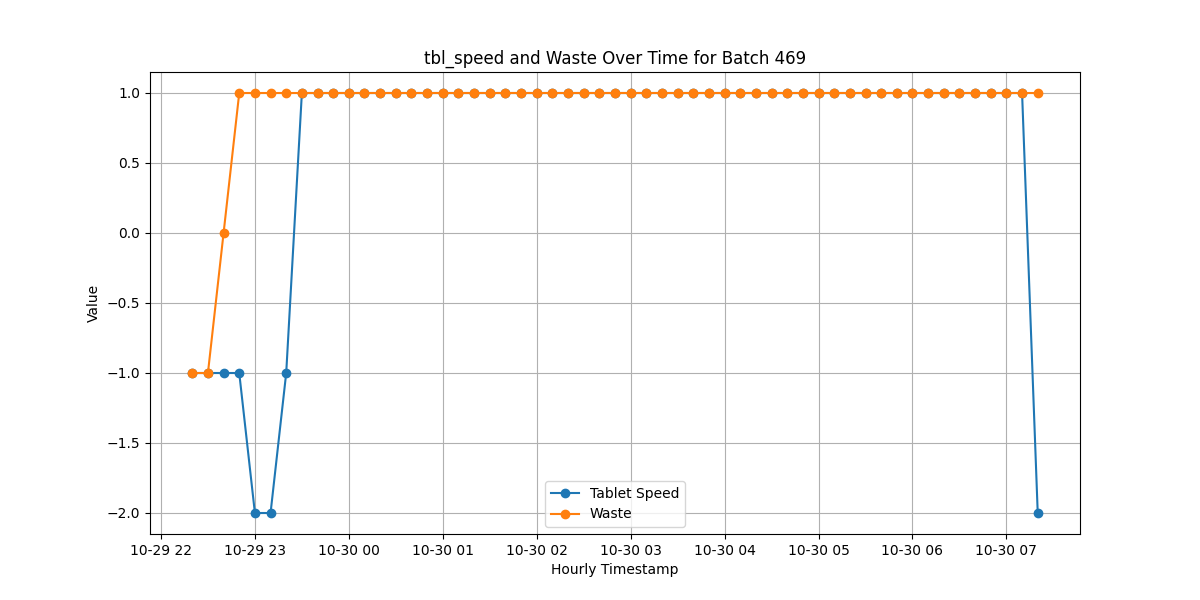 tbl_speed and Waste Over Time for Batch 469
Value
1.0
0.5
0.0
−0.5
−1.0
−1.5
−2.0
Tablet Speed
Waste
10-29 22 10-29 23 10-30 00 10-30 01 10-30 02 10-30 03 10-30 04 10-30 05 10-30 06 10-30 07
Hourly Timestamp